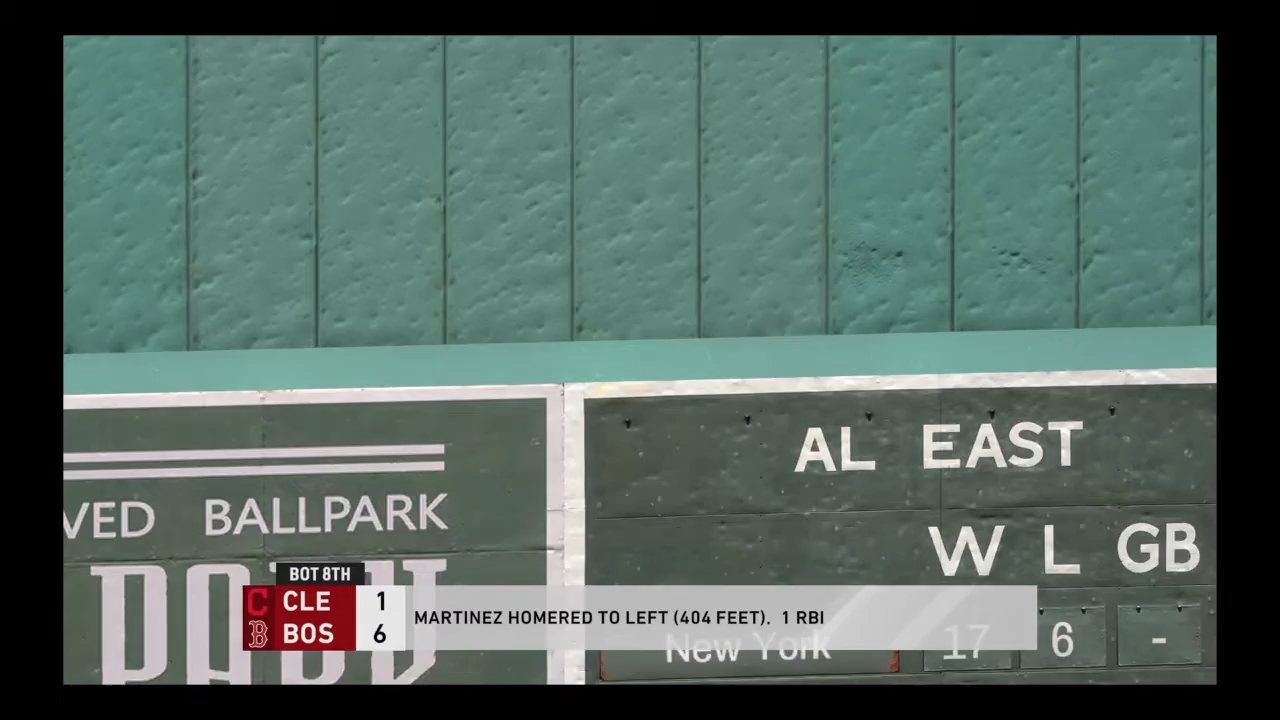 AL EAST
VED BALLPARK
W L GB
BOT 8TH
C CLE 1
B BOS 6
MARTINEZ HOMERED TO LEFT (404 FEET). 1 RBI
New York 17 6 -